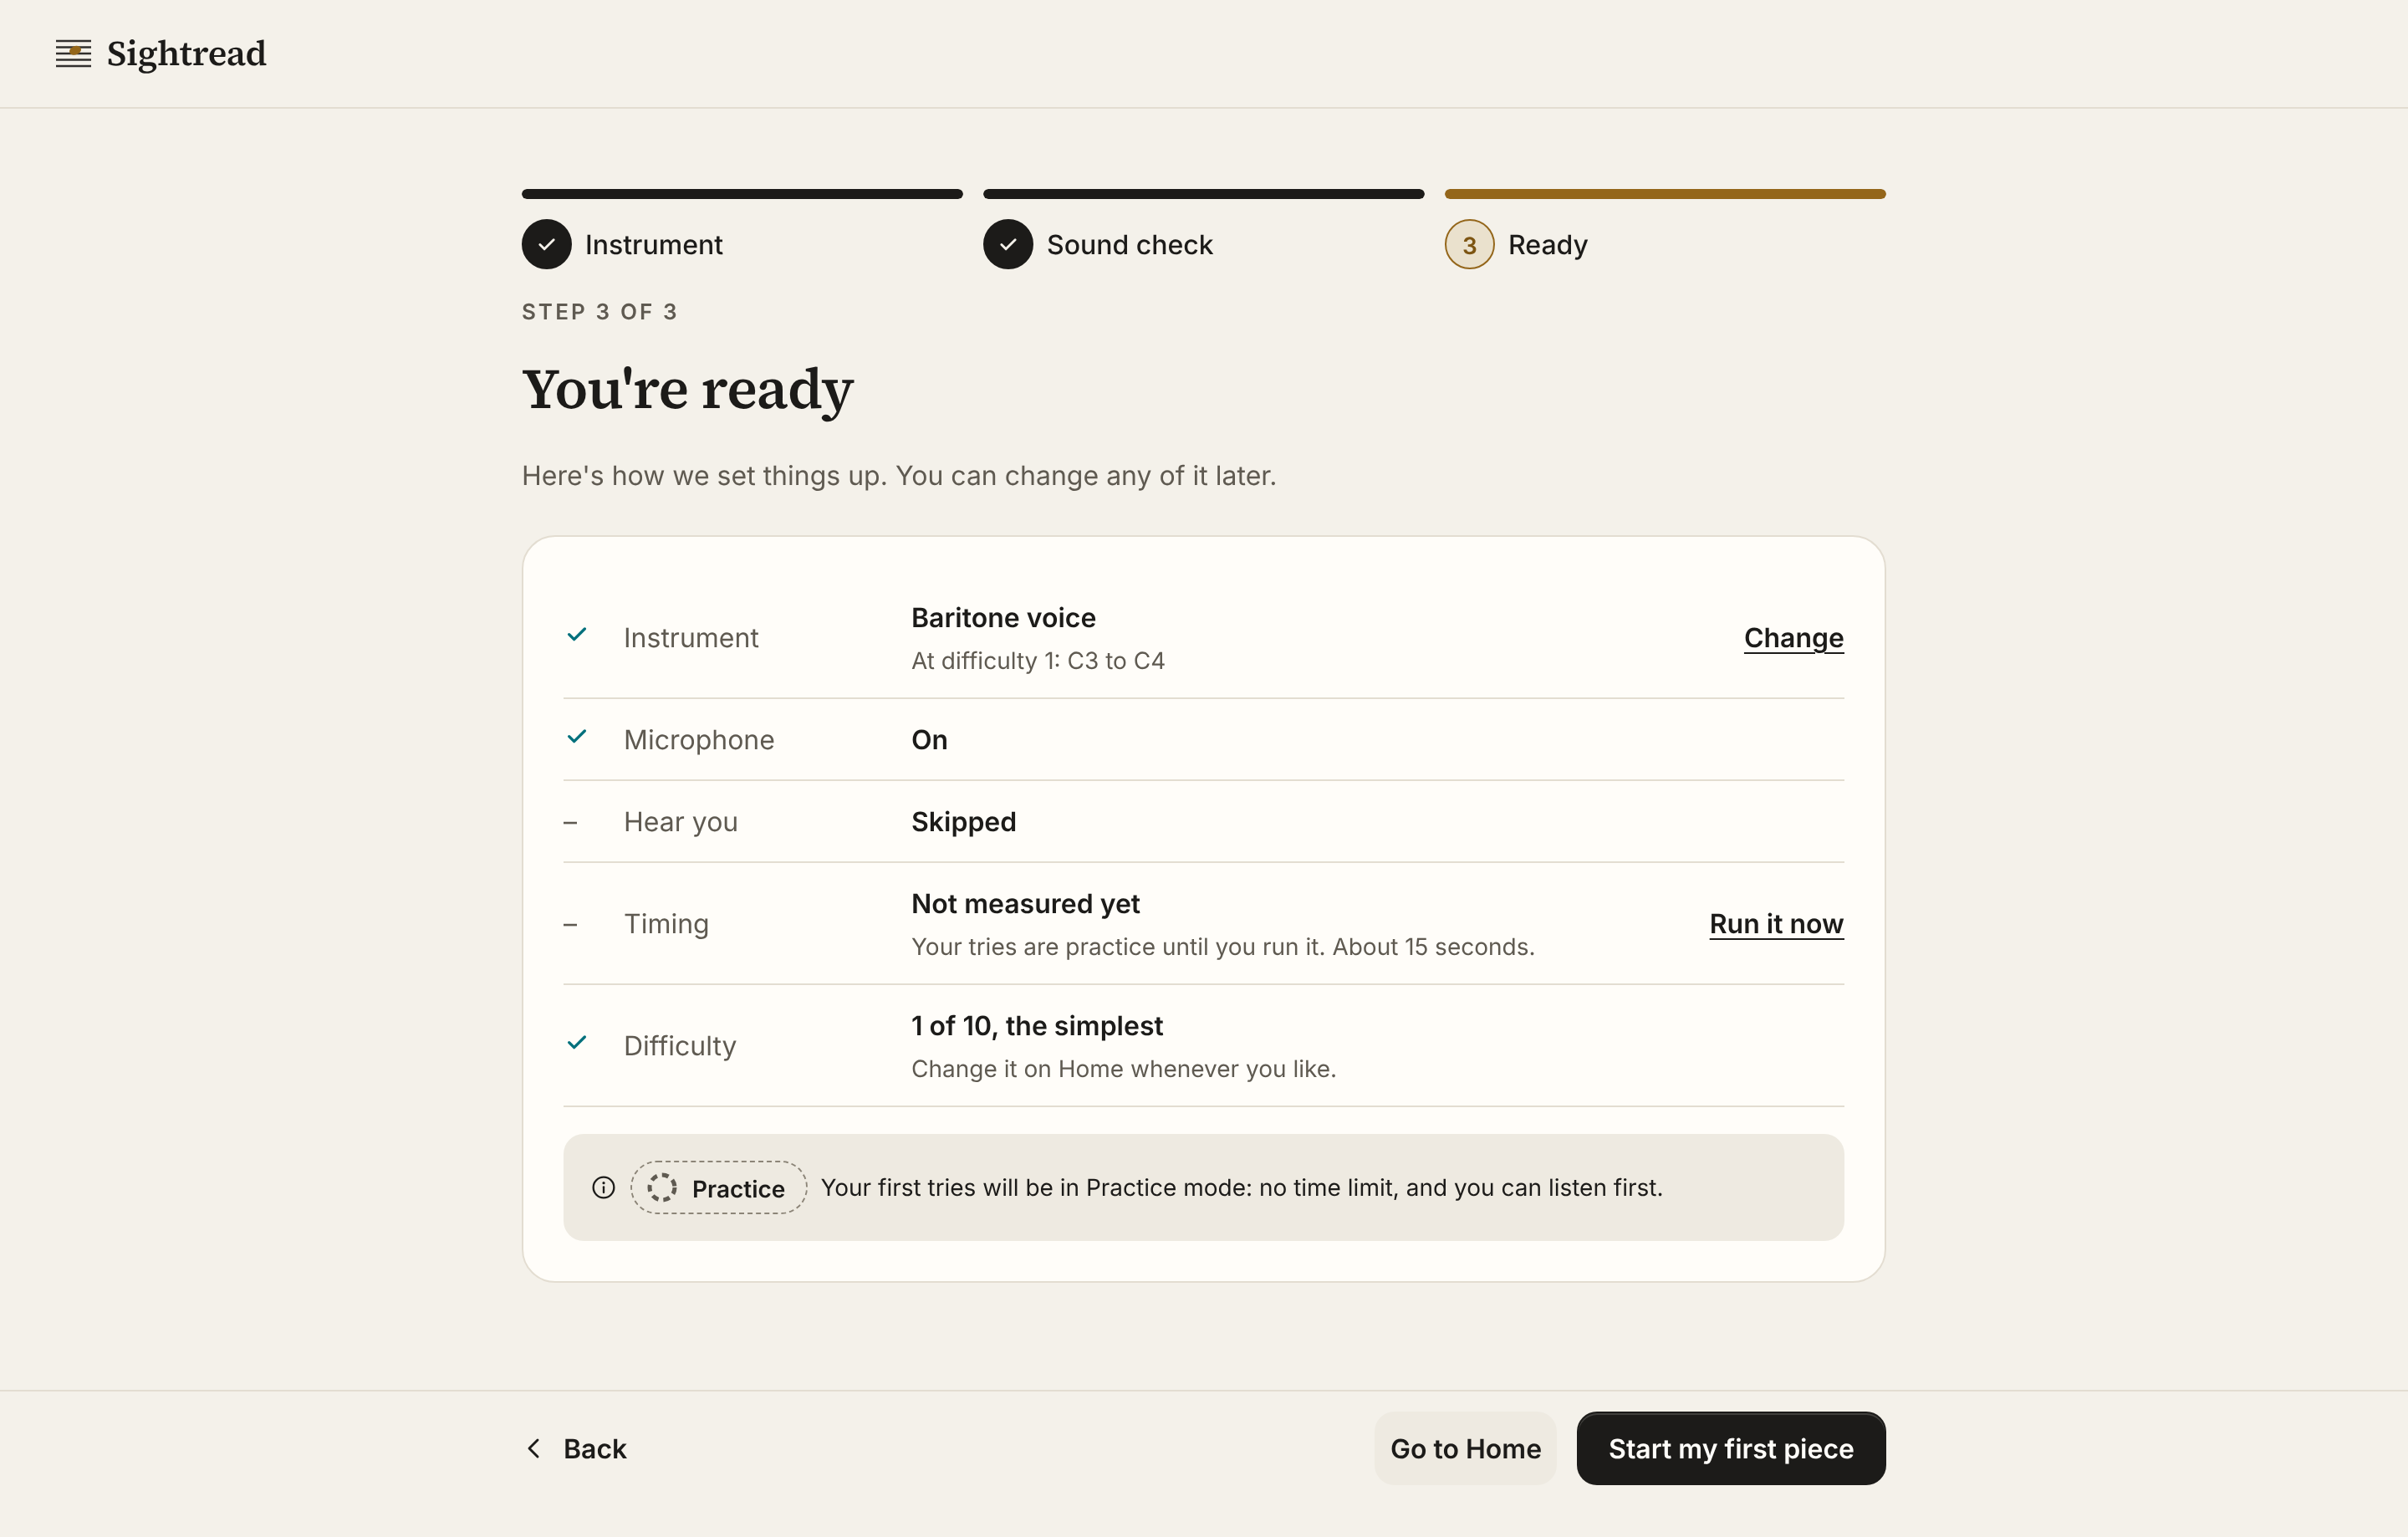 Sightread
Instrument
Sound check
3 Ready
STEP 3 OF 3
You're ready
Here's how we set things up. You can change any of it later.
Instrument
Baritone voice
At difficulty 1: C3 to C4
Change
Microphone
On
– Hear you
Skipped
– Timing
Not measured yet
Your tries are practice until you run it. About 15 seconds.
Run it now
Difficulty
1 of 10, the simplest
Change it on Home whenever you like.
Practice Your first tries will be in Practice mode: no time limit, and you can listen first.
Back
Go to Home
Start my first piece